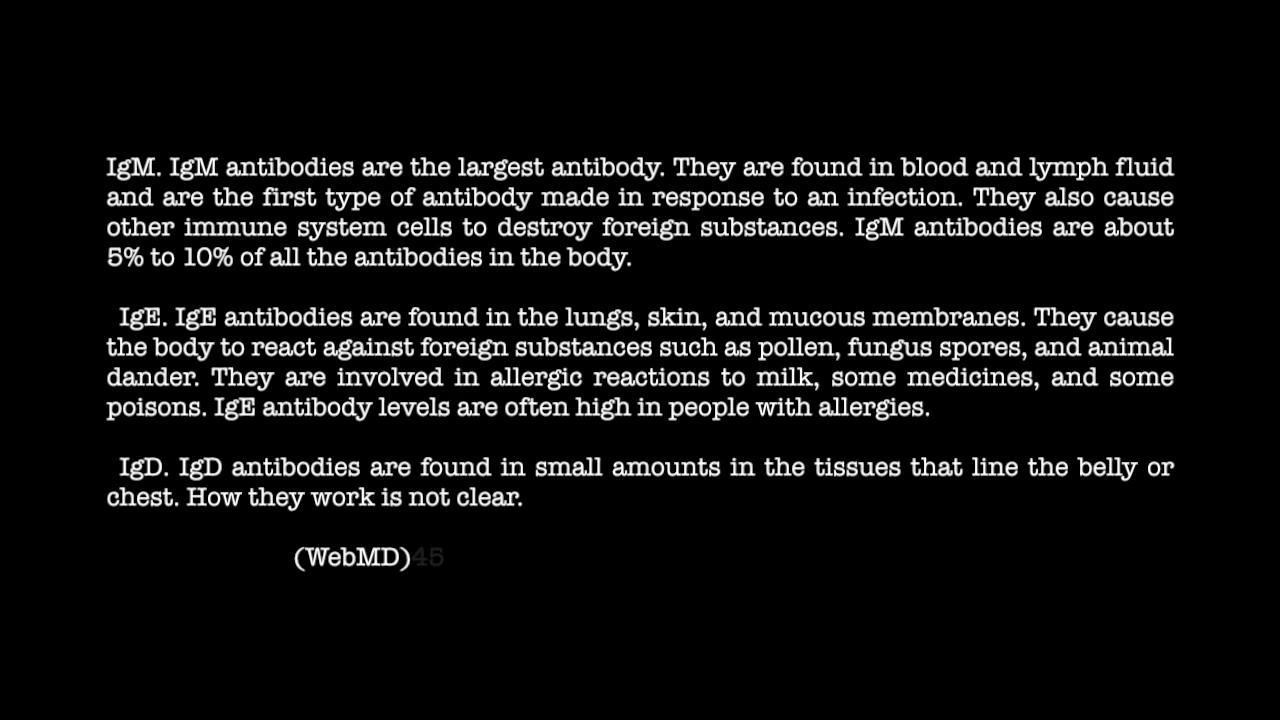 IgM. IgM antibodies are the largest antibody. They are found in blood and lymph fluid
and are the first type of antibody made in response to an infection. They also cause
other immune system cells to destroy foreign substances. IgM antibodies are about
5% to 10% of all the antibodies in the body.
IgE. IgE antibodies are found in the lungs, skin, and mucous membranes. They cause
the body to react against foreign substances such as pollen, fungus spores, and animal
dander. They are involved in allergic reactions to milk, some medicines, and some
poisons. IgE antibody levels are often high in people with allergies.
IgD. IgD antibodies are found in small amounts in the tissues that line the belly or
chest. How they work is not clear.
(WebMD)45